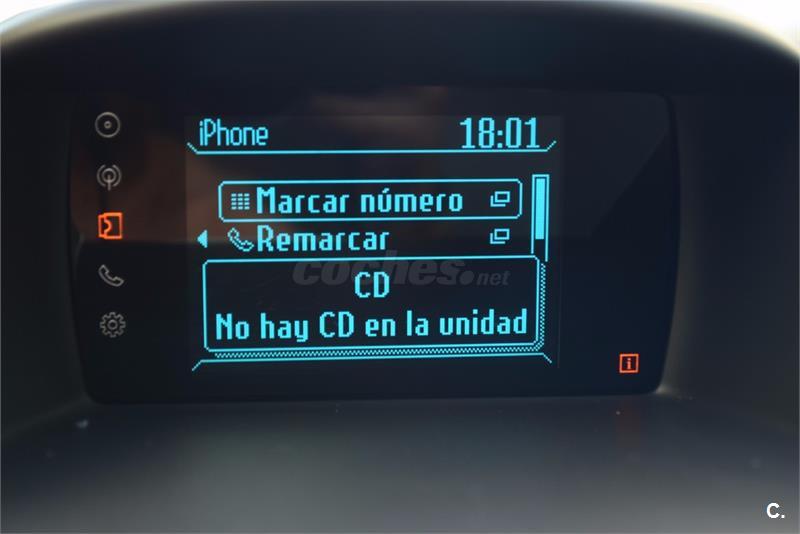 iPhone 18:01
Marcar número
Remarcar
coches.net
CD
No hay CD en la unidad
i
C.